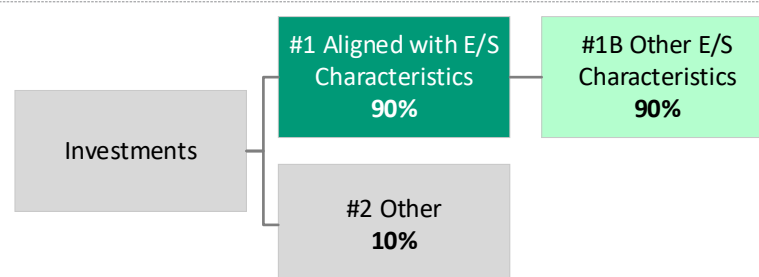 #1 Aligned with E/S
Characteristics
90%
#1B Other E/S
Characteristics
90%
Investments
#2 Other
10%